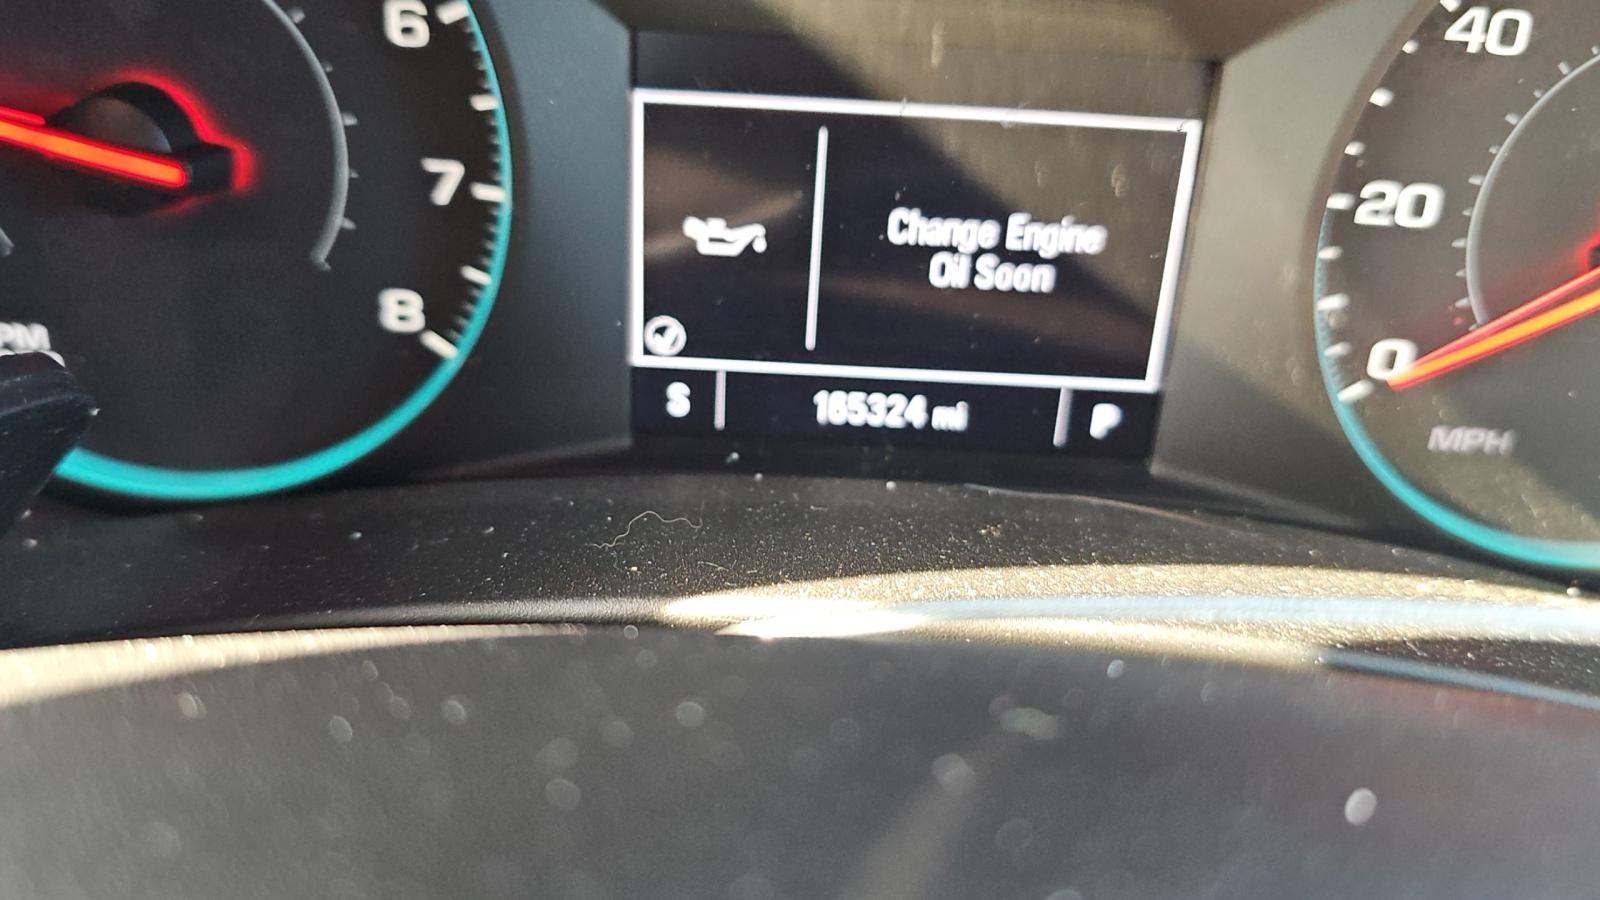 6
7
8
PM
Change Engine
Oil Soon
S 165324 mi P
40
20
0
MPH